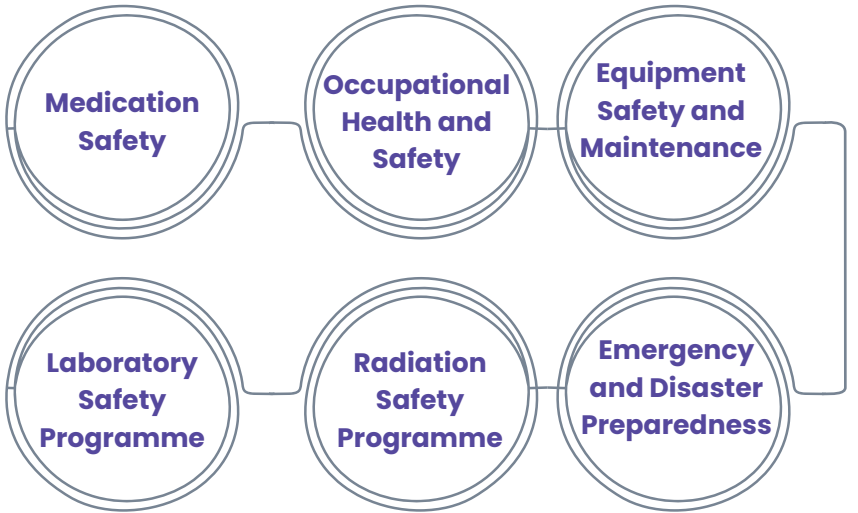 Medication
Safety
Occupational
Health and
Safety
Equipment
Safety and
Maintenance
Laboratory
Safety
Programme
Radiation
Safety
Programme
Emergency
and Disaster
Preparedness